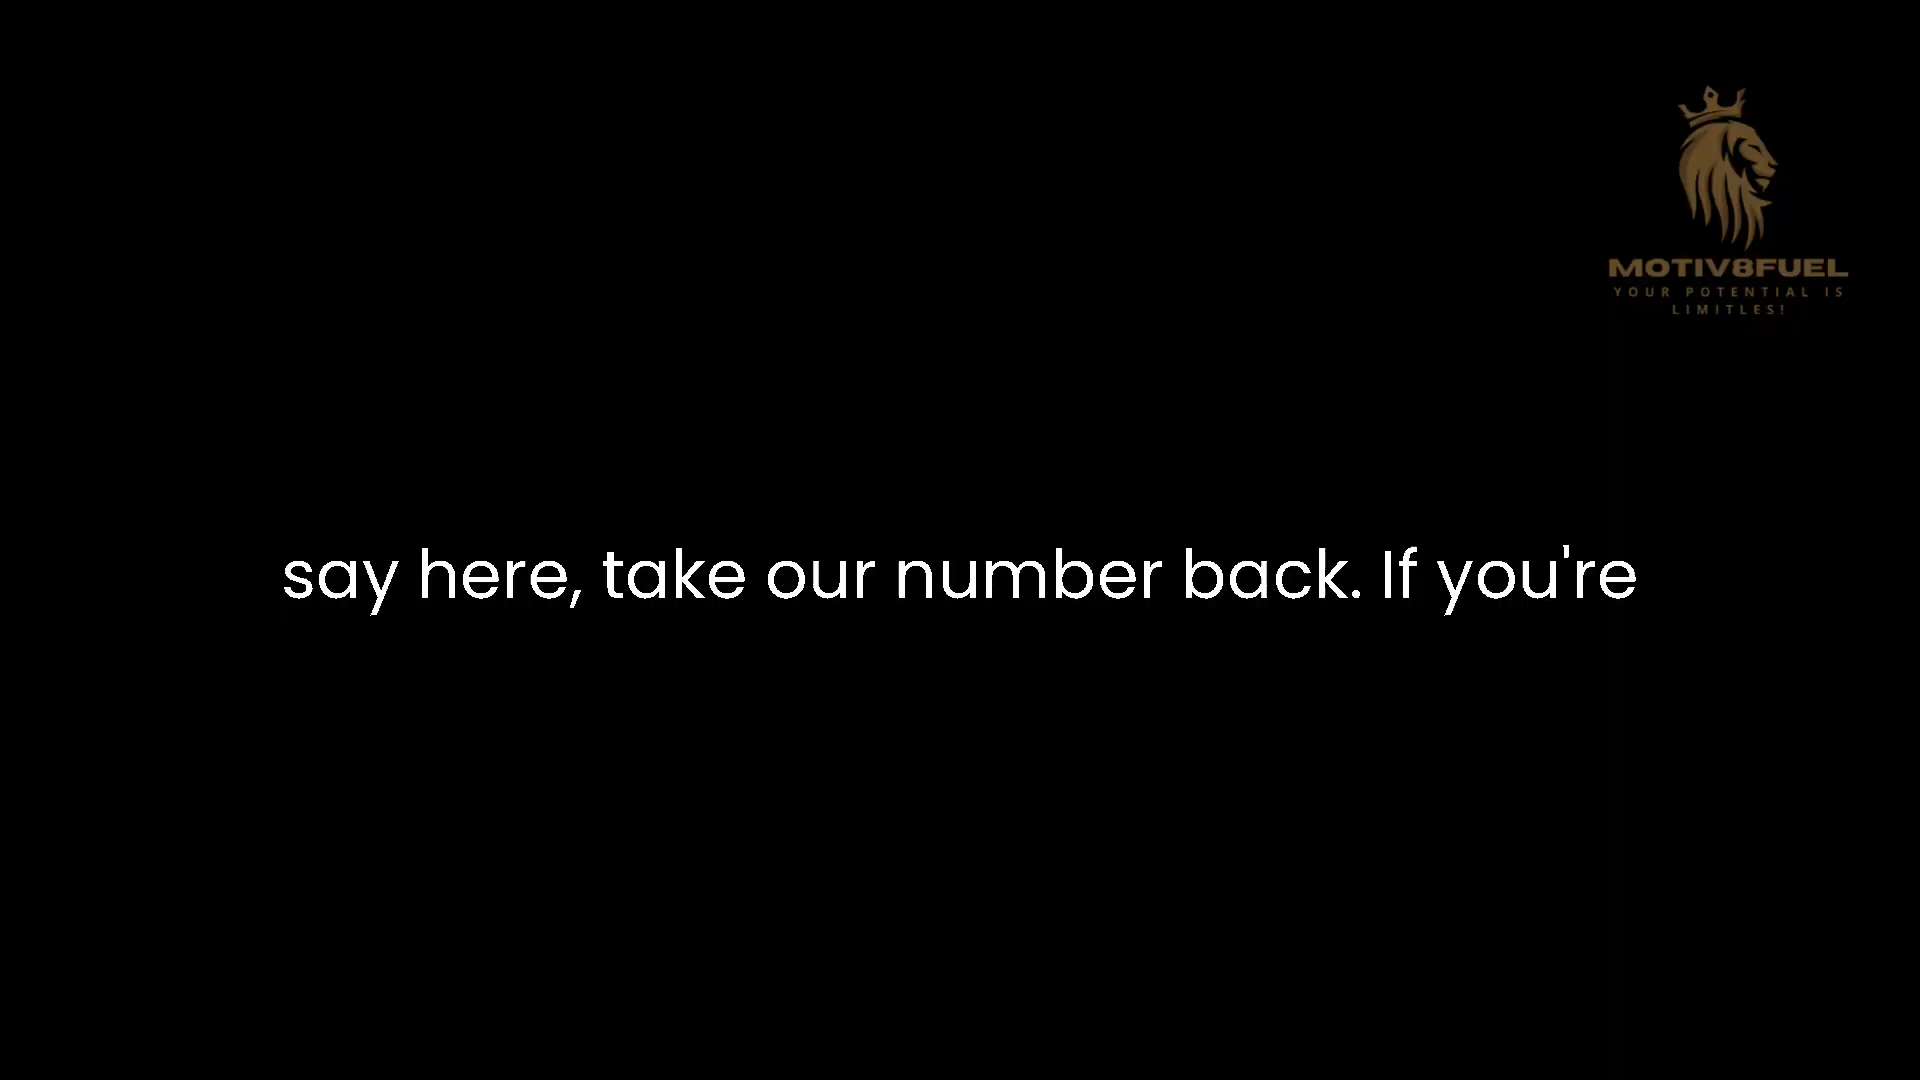 MOTIV8FUEL
YOUR POTENTIAL IS
LIMITLES!
say here, take our number back. If you're